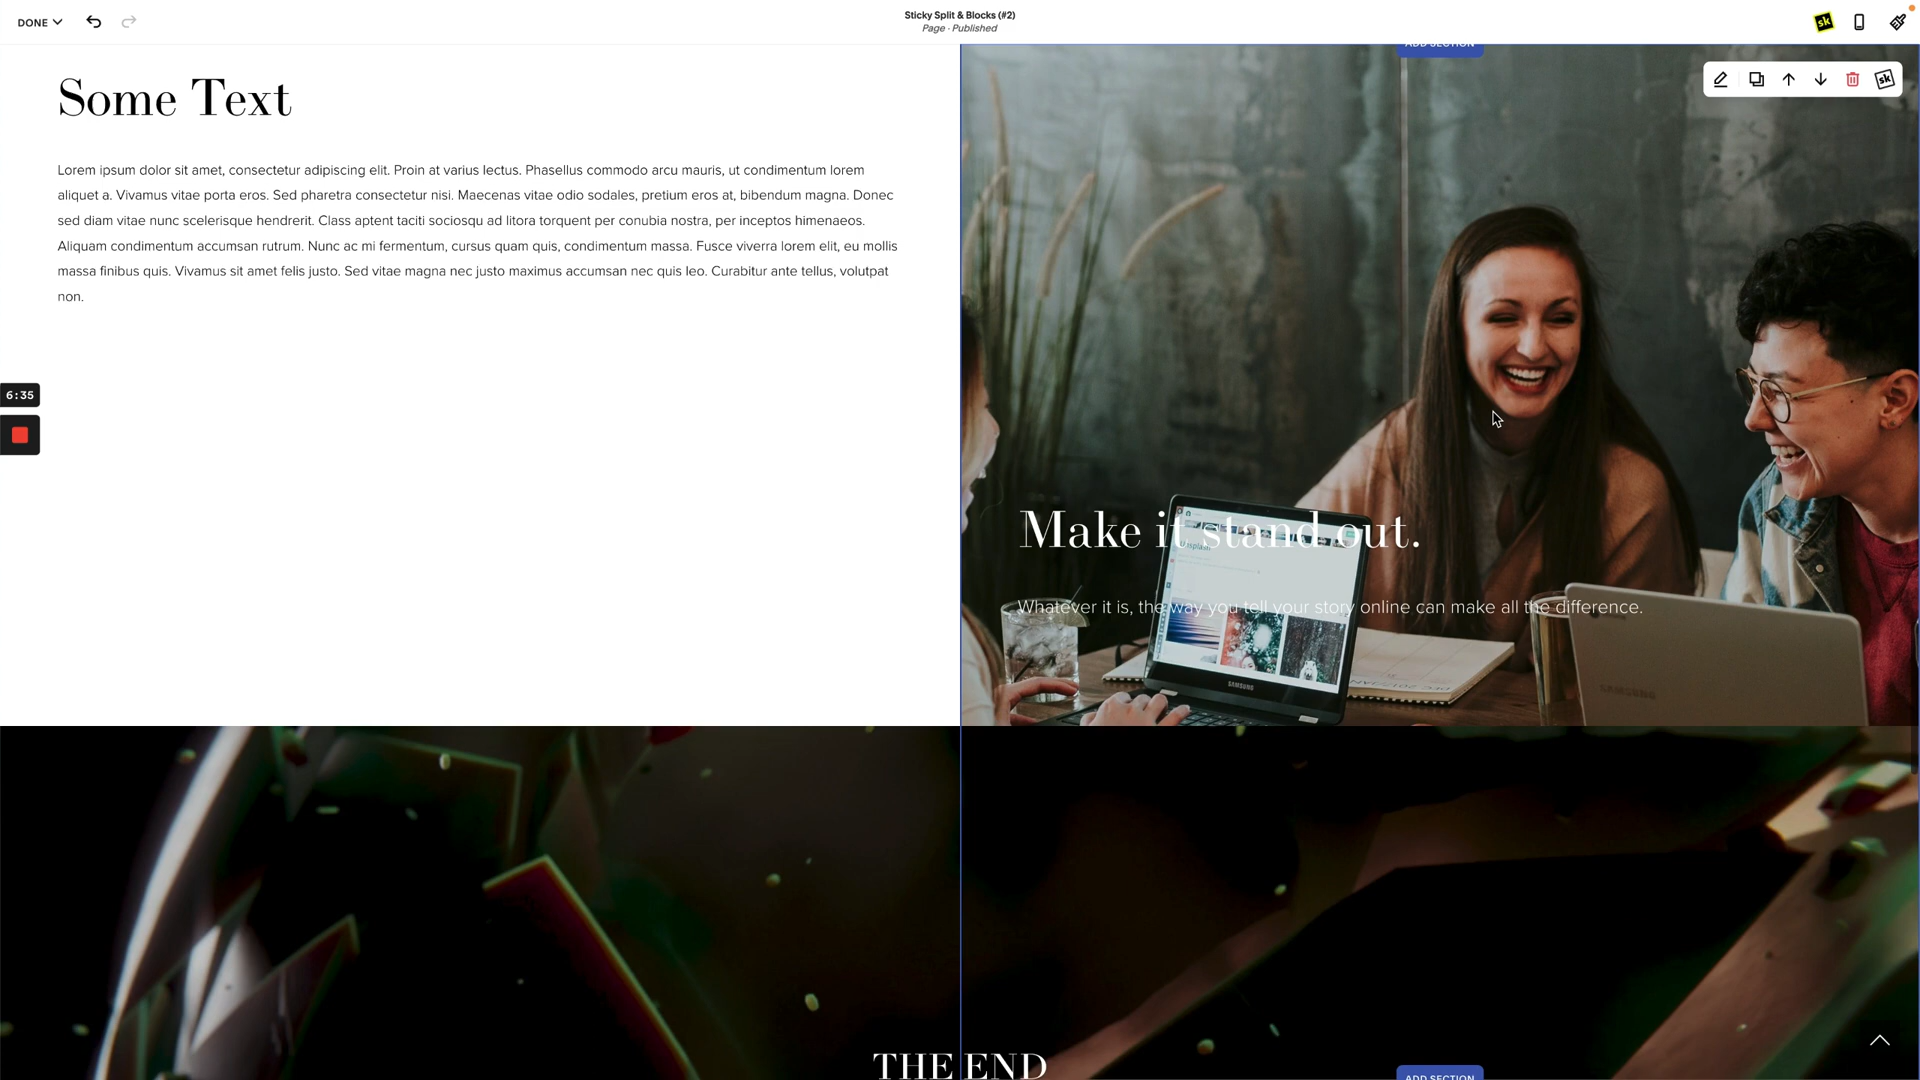 DONE
Sticky Split & Blocks (#2)
Page · Published
sk
ADD SECTION
sk
Some Text
Lorem ipsum dolor sit amet, consectetur adipiscing elit. Proin at varius lectus. Phasellus commodo arcu mauris, ut condimentum lorem
aliquet a. Vivamus vitae porta eros. Sed pharetra consectetur nisi. Maecenas vitae odio sodales, pretium eros at, bibendum magna. Donec
sed diam vitae nunc scelerisque hendrerit. Class aptent taciti sociosqu ad litora torquent per conubia nostra, per inceptos himenaeos.
Aliquam condimentum accumsan rutrum. Nunc ac mi fermentum, cursus quam quis, condimentum massa. Fusce viverra lorem elit, eu mollis
massa finibus quis. Vivamus sit amet felis justo. Sed vitae magna nec justo maximus accumsan nec quis leo. Curabitur ante tellus, volutpat
non.
6:35
Make it stand out.
Whatever it is, the way you tell your story online can make all the difference.
SAMSUNG
SAMSUNG
THE END
ADD SECTION